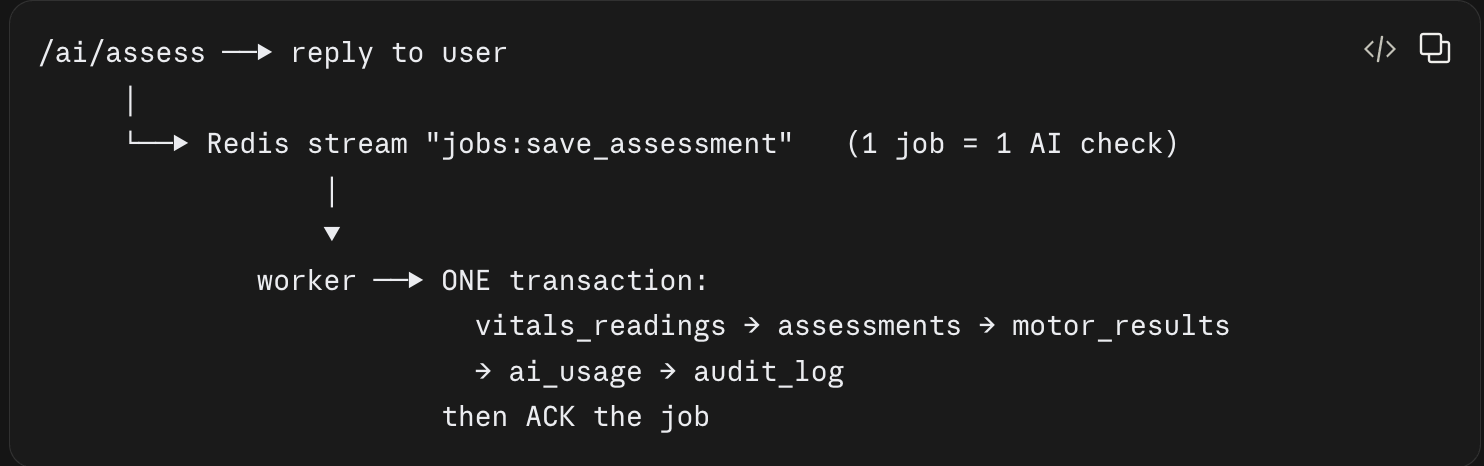 /ai/assess ──▶ reply to user
│
└──▶ Redis stream "jobs:save_assessment" (1 job = 1 AI check)
│
▼
worker ──▶ ONE transaction:
vitals_readings → assessments → motor_results
→ ai_usage → audit_log
then ACK the job